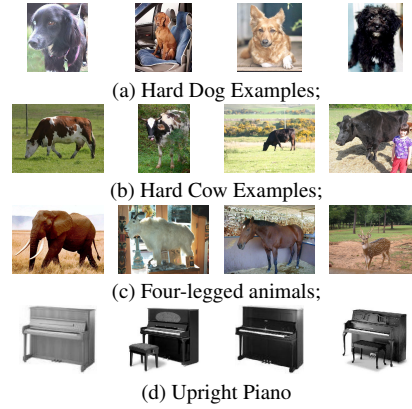 (a) Hard Dog Examples;
(b) Hard Cow Examples;
(c) Four-legged animals;
(d) Upright Piano